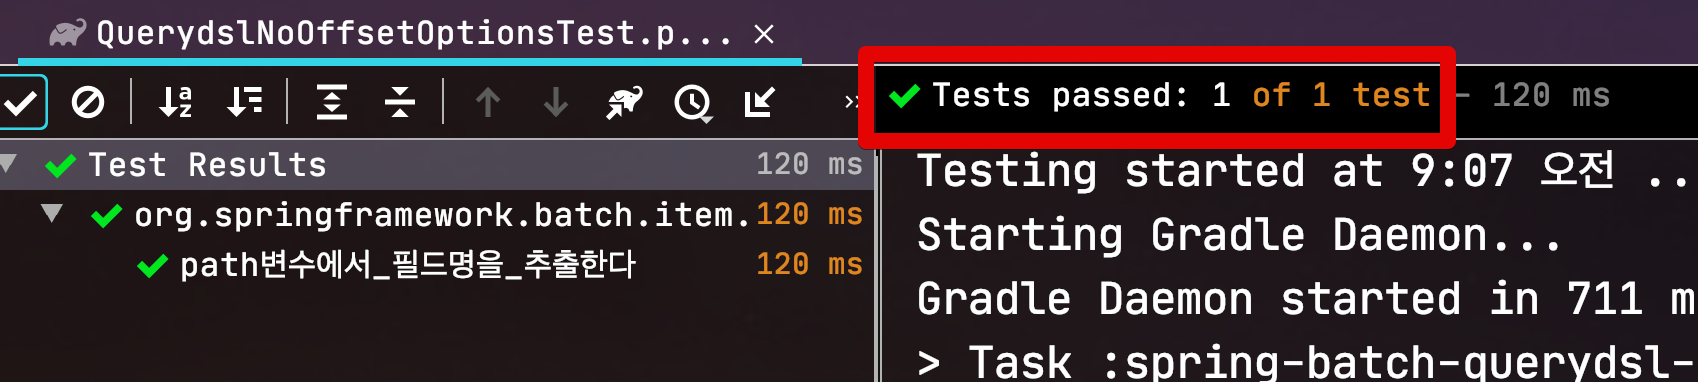 QuerydslNoOffsetOptionsTest.p...
Tests passed: 1 of 1 test – 120 ms
Test Results 120 ms
org.springframework.batch.item. 120 ms
path변수에서_필드명을_추출한다 120 ms
Testing started at 9:07 오전 ..
Starting Gradle Daemon...
Gradle Daemon started in 711 m
> Task :spring-batch-querydsl-